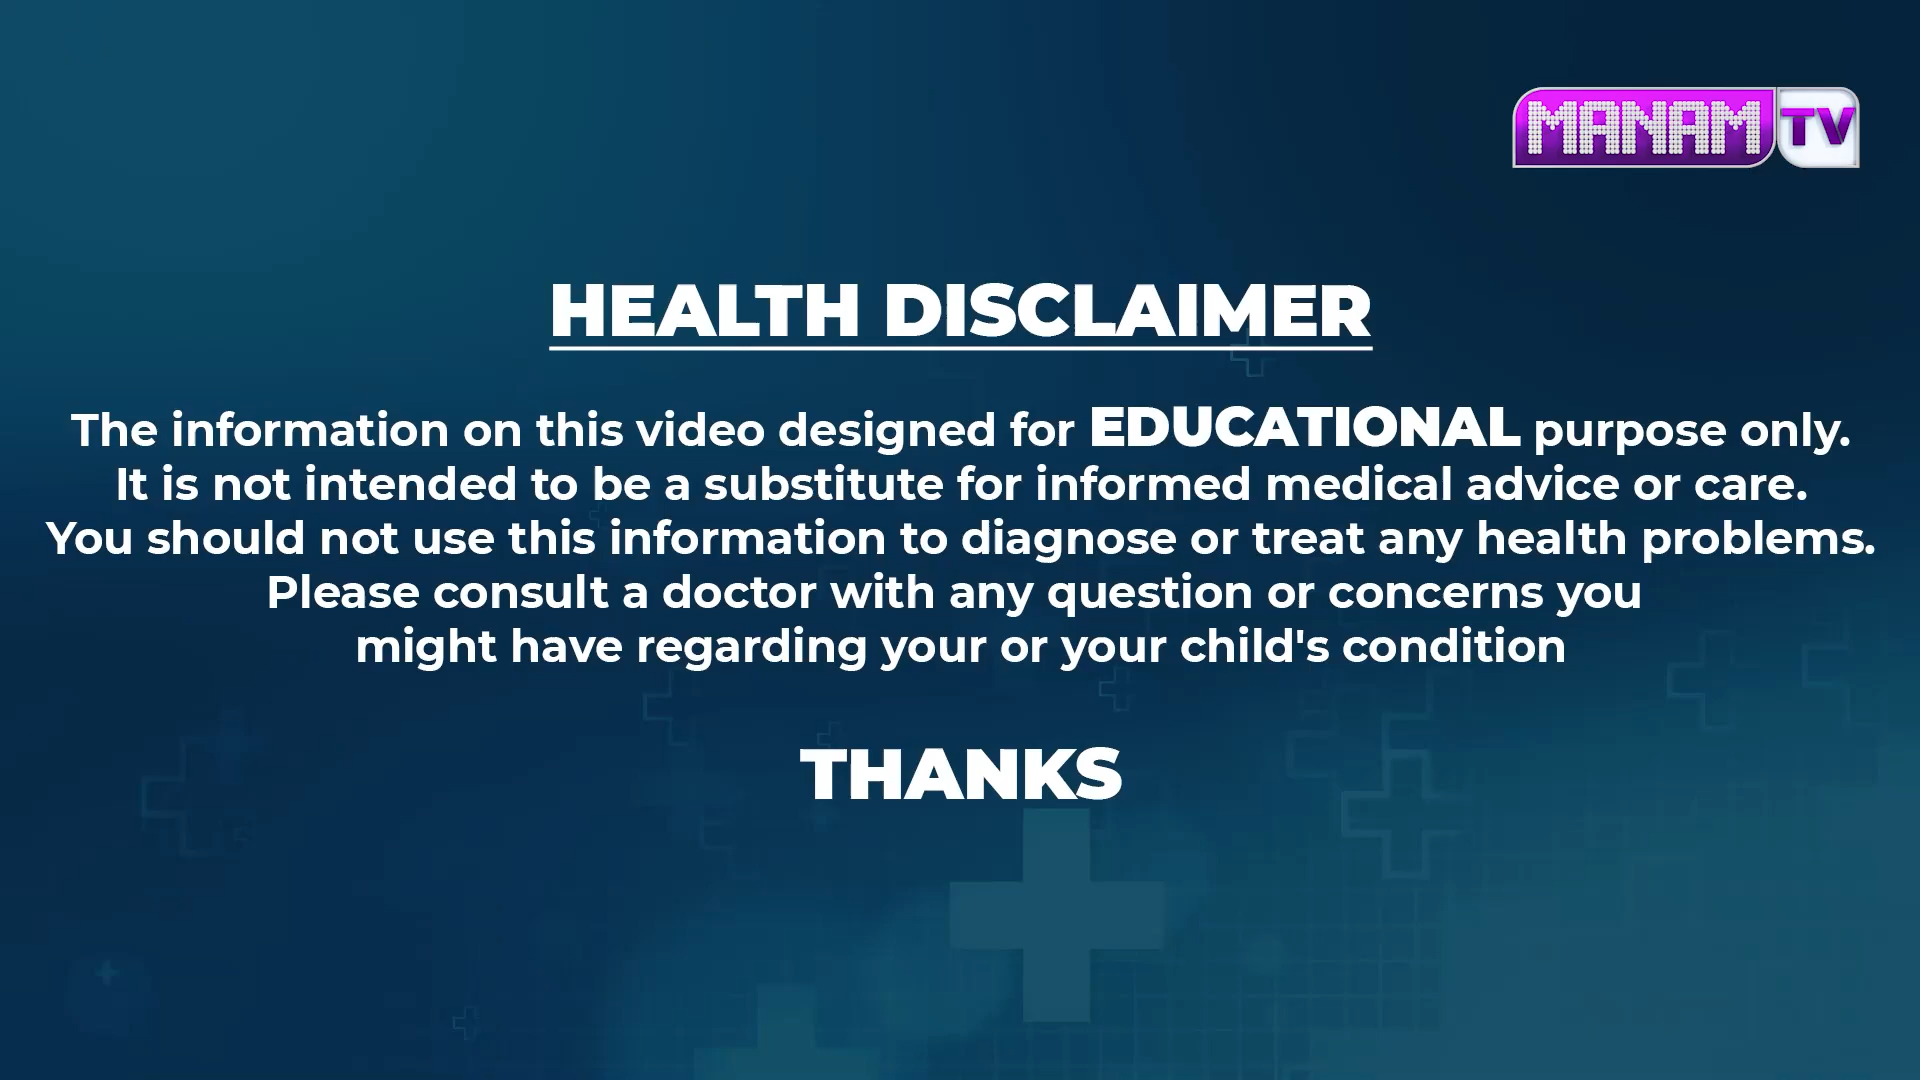 MANAM TV
HEALTH DISCLAIMER
The information on this video designed for EDUCATIONAL purpose only.
It is not intended to be a substitute for informed medical advice or care.
You should not use this information to diagnose or treat any health problems.
Please consult a doctor with any question or concerns you
might have regarding your or your child's condition
THANKS